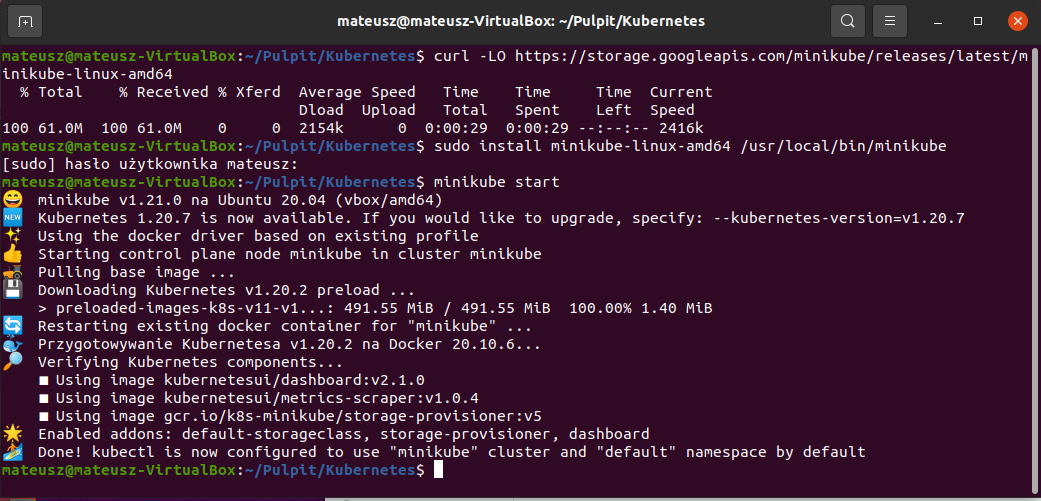 mateusz@mateusz-VirtualBox: ~/Pulpit/Kubernetes
mateusz@mateusz-VirtualBox:~/Pulpit/Kubernetes$ curl -LO https://storage.googleapis.com/minikube/releases/latest/m
inikube-linux-amd64
% Total % Received % Xferd Average Speed Time Time Time Current
Dload Upload Total Spent Left Speed
100 61.0M 100 61.0M 0 0 2154k 0 0:00:29 0:00:29 --:--:-- 2416k
mateusz@mateusz-VirtualBox:~/Pulpit/Kubernetes$ sudo install minikube-linux-amd64 /usr/local/bin/minikube
[sudo] hasło użytkownika mateusz:
mateusz@mateusz-VirtualBox:~/Pulpit/Kubernetes$ minikube start
minikube v1.21.0 na Ubuntu 20.04 (vbox/amd64)
NEW Kubernetes 1.20.7 is now available. If you would like to upgrade, specify: --kubernetes-version=v1.20.7
Using the docker driver based on existing profile
Starting control plane node minikube in cluster minikube
Pulling base image ...
Downloading Kubernetes v1.20.2 preload ...
> preloaded-images-k8s-v11-v1...: 491.55 MiB / 491.55 MiB 100.00% 1.40 MiB
Restarting existing docker container for "minikube" ...
Przygotowywanie Kubernetesa v1.20.2 na Docker 20.10.6...
Verifying Kubernetes components...
Using image kubernetesui/dashboard:v2.1.0
Using image kubernetesui/metrics-scraper:v1.0.4
Using image gcr.io/k8s-minikube/storage-provisioner:v5
Enabled addons: default-storageclass, storage-provisioner, dashboard
Done! kubectl is now configured to use "minikube" cluster and "default" namespace by default
mateusz@mateusz-VirtualBox:~/Pulpit/Kubernetes$